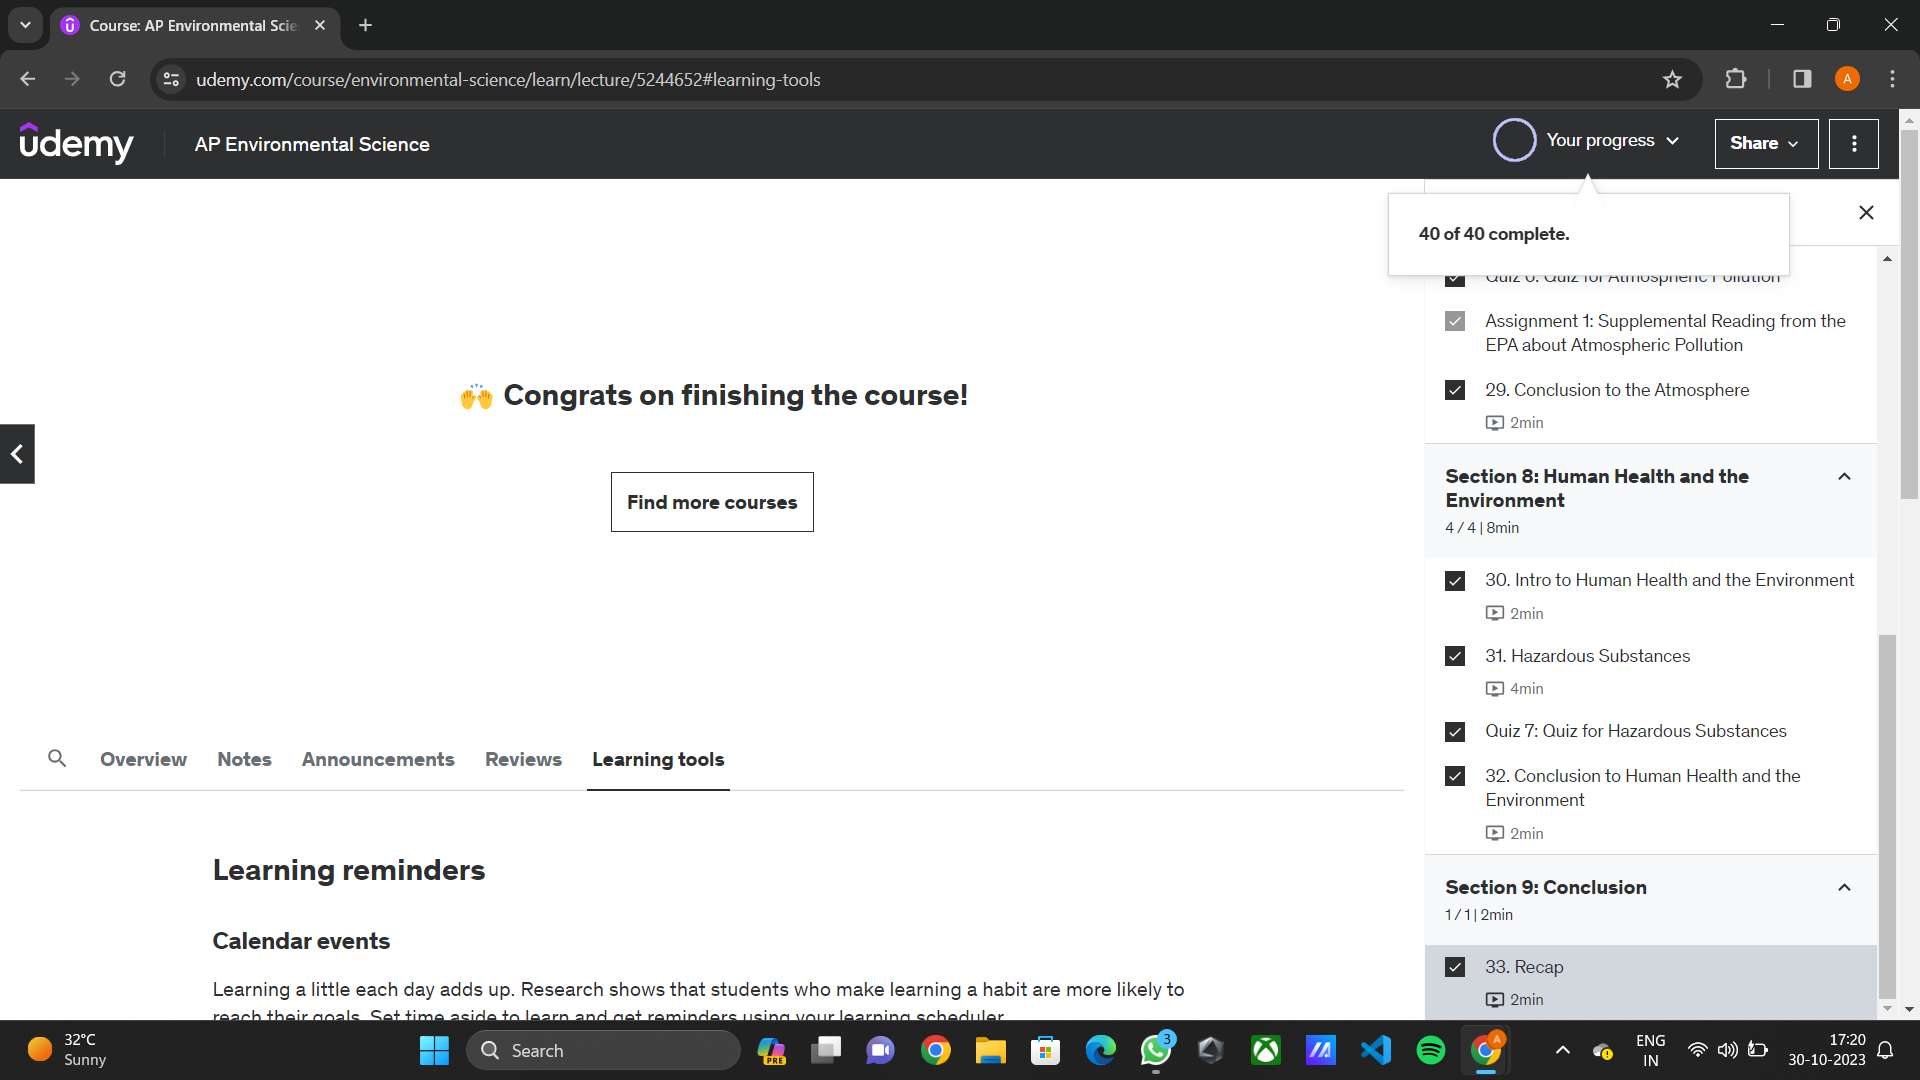 Course: AP Environmental Scie
udemy.com/course/environmental-science/learn/lecture/5244652#learning-tools
A
udemy
AP Environmental Science
Your progress
Share
40 of 40 complete.
Quiz 6: Quiz for Atmospheric Pollution
Assignment 1: Supplemental Reading from the
EPA about Atmospheric Pollution
29. Conclusion to the Atmosphere
2min
Section 8: Human Health and the
Environment
4 / 4 | 8min
30. Intro to Human Health and the Environment
2min
31. Hazardous Substances
4min
Quiz 7: Quiz for Hazardous Substances
32. Conclusion to Human Health and the
Environment
2min
Section 9: Conclusion
1 / 1 | 2min
33. Recap
2min
Congrats on finishing the course!
Find more courses
Overview
Notes
Announcements
Reviews
Learning tools
Learning reminders
Calendar events
Learning a little each day adds up. Research shows that students who make learning a habit are more likely to
reach their goals. Set time aside to learn and get reminders using your learning scheduler.
32°C
Sunny
Search
PRE
3
A
ENG
IN
17:20
30-10-2023